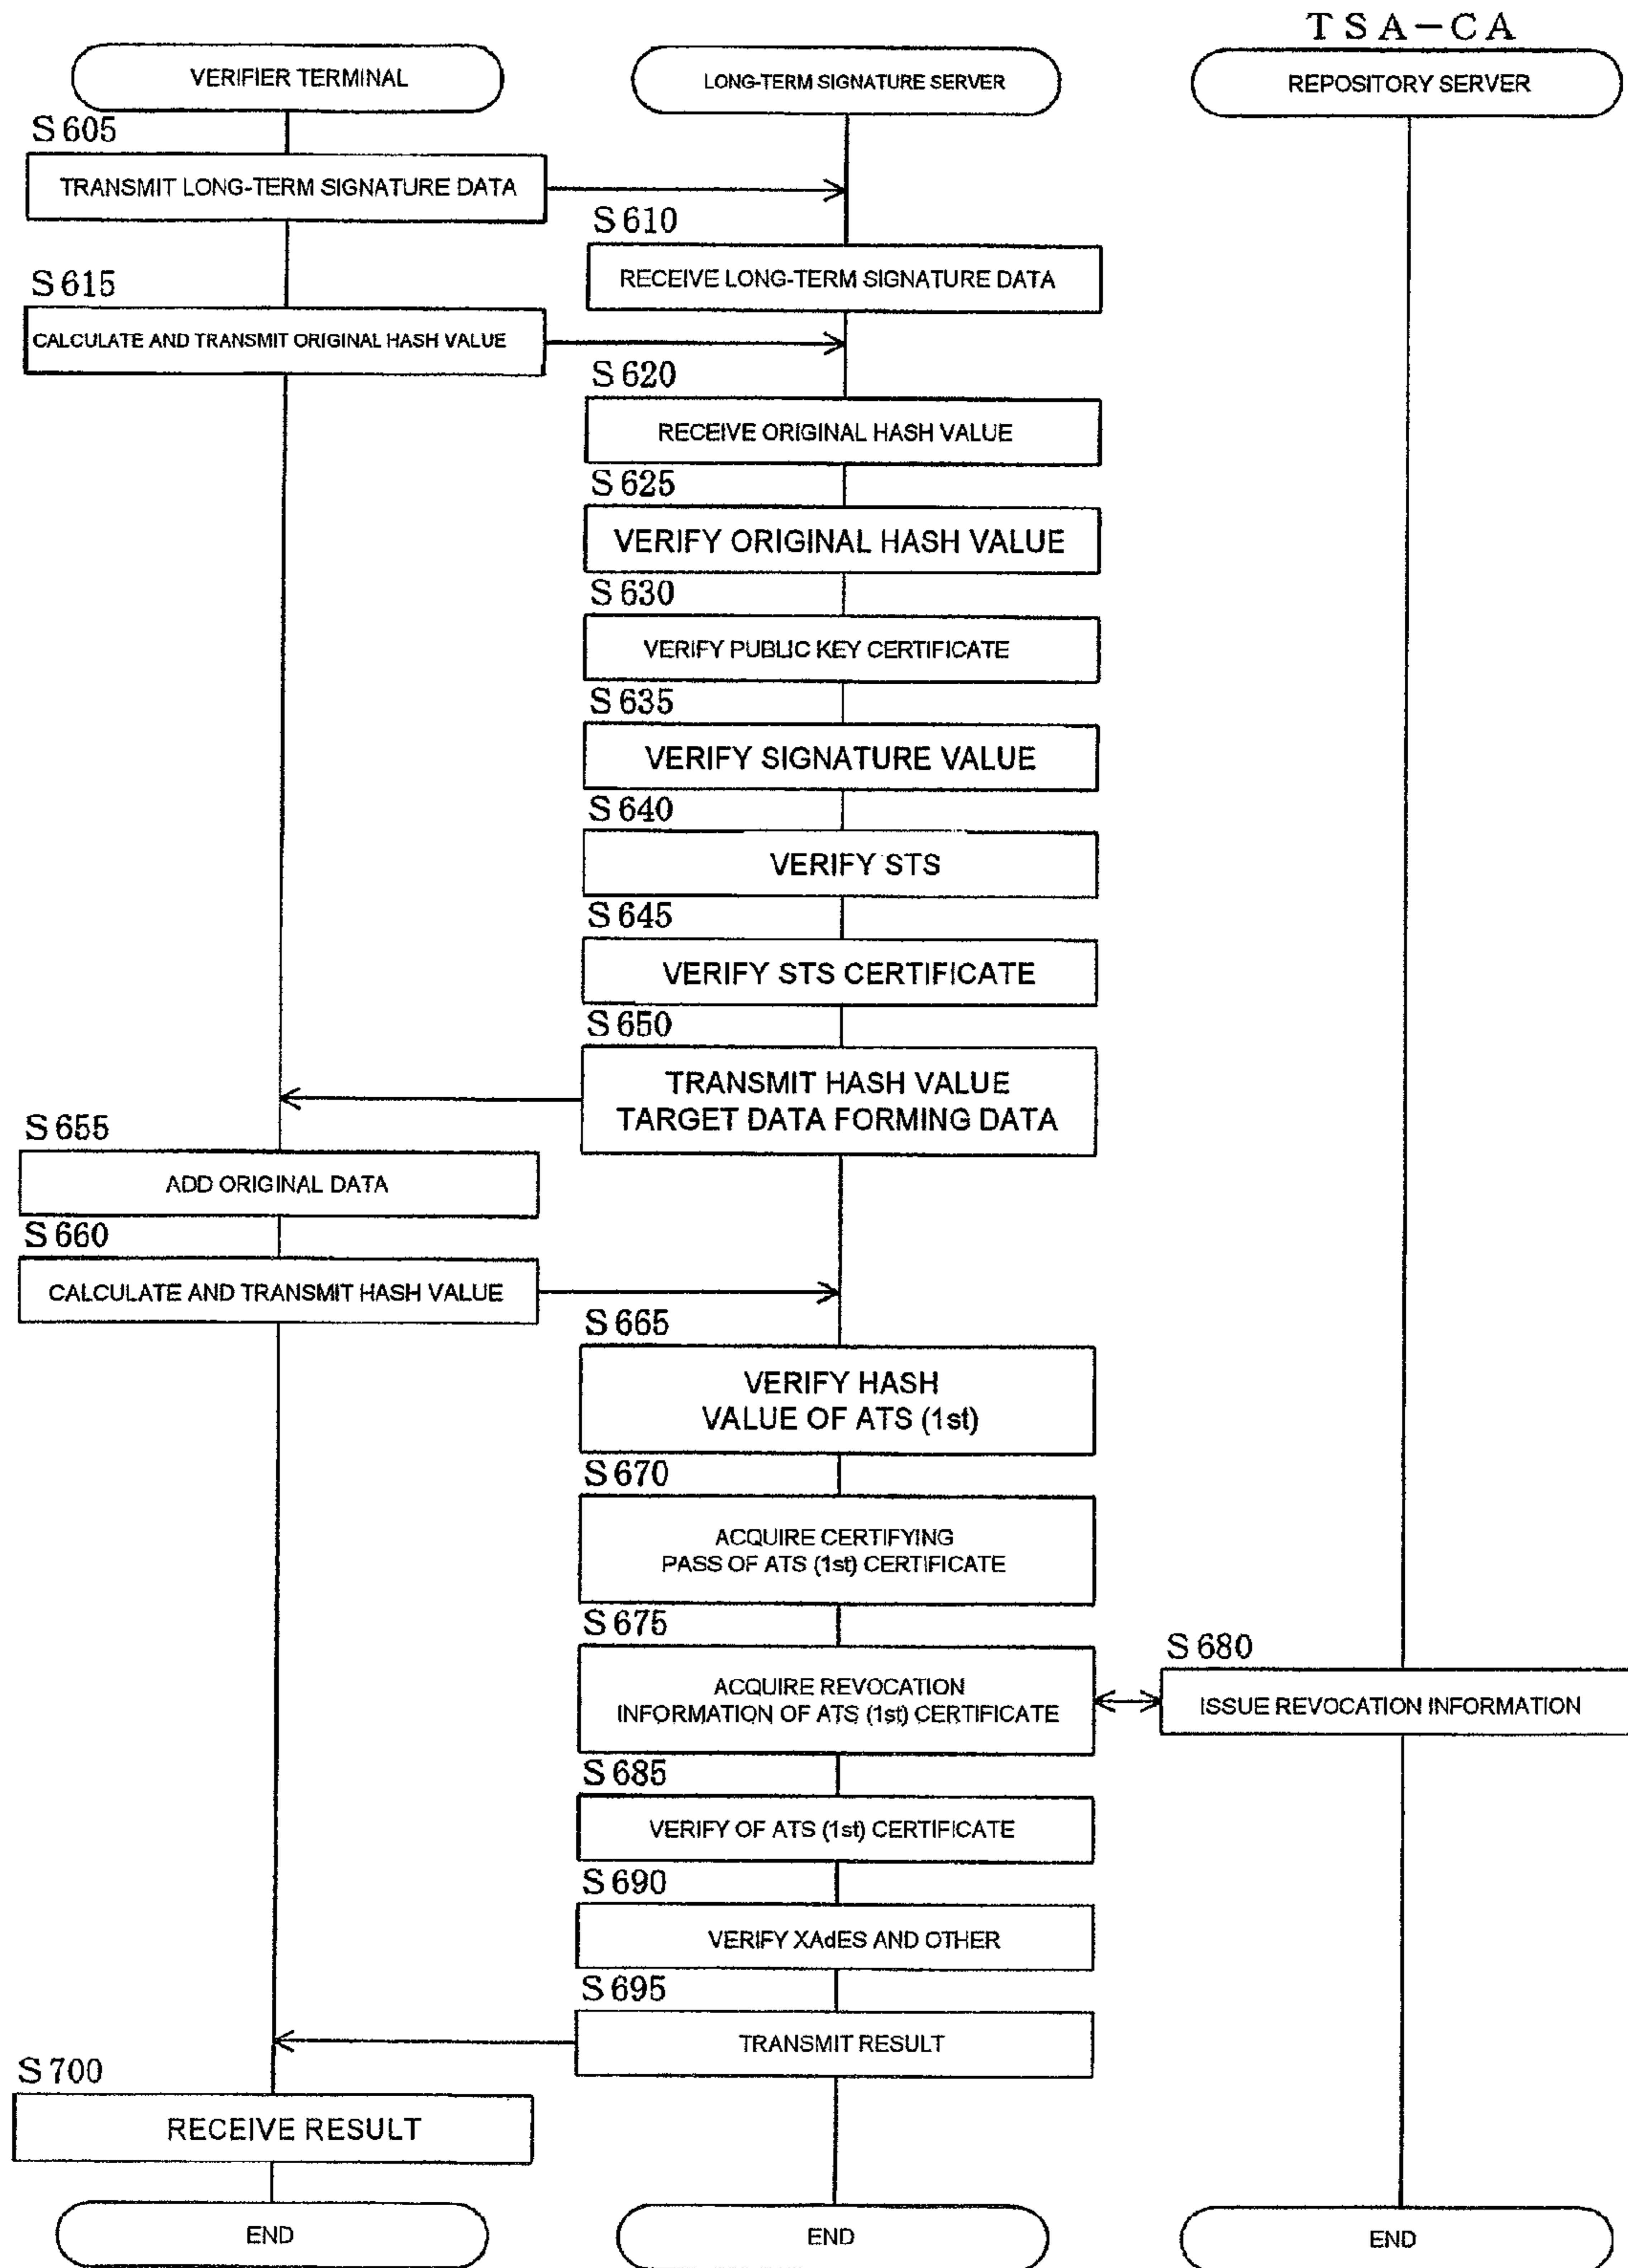 TSA-CA
VERIFIER TERMINAL
LONG-TERM SIGNATURE SERVER
REPOSITORY SERVER
S605
TRANSMIT LONG-TERM SIGNATURE DATA
S610
RECEIVE LONG-TERM SIGNATURE DATA
S615
CALCULATE AND TRANSMIT ORIGINAL HASH VALUE
S620
RECEIVE ORIGINAL HASH VALUE
S625
VERIFY ORIGINAL HASH VALUE
S630
VERIFY PUBLIC KEY CERTIFICATE
S635
VERIFY SIGNATURE VALUE
S640
VERIFY STS
S645
VERIFY STS CERTIFICATE
S650
TRANSMIT HASH VALUE
TARGET DATA FORMING DATA
S655
ADD ORIGINAL DATA
S660
CALCULATE AND TRANSMIT HASH VALUE
S665
VERIFY HASH
VALUE OF ATS (1st)
S670
ACQUIRE CERTIFYING
PASS OF ATS (1st) CERTIFICATE
S675
ACQUIRE REVOCATION
INFORMATION OF ATS (1st) CERTIFICATE
S680
ISSUE REVOCATION INFORMATION
S685
VERIFY OF ATS (1st) CERTIFICATE
S690
VERIFY XAdES AND OTHER
S695
TRANSMIT RESULT
S700
RECEIVE RESULT
END
END
END